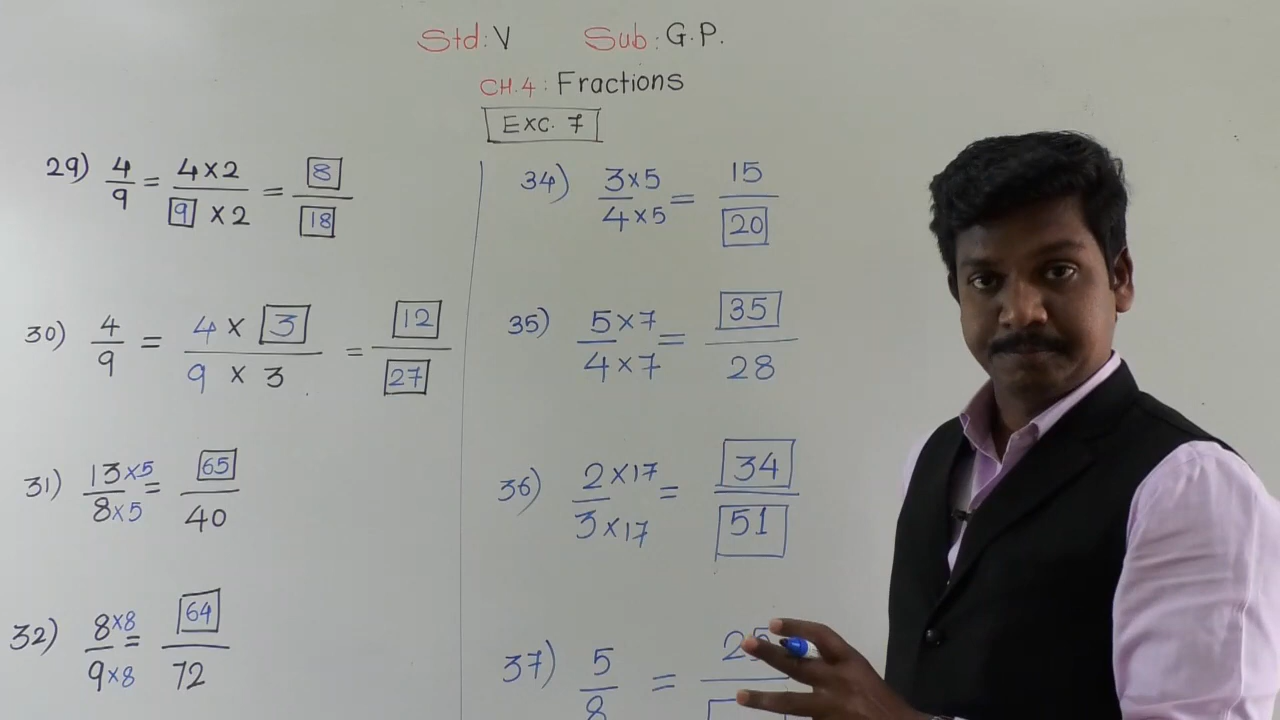 Std: V Sub: G.P.
CH.4: Fractions
Exc. 7
29) 4/9 = 4×2/9×2 = 8/18
30) 4/9 = 4×3/9×3 = 12/27
31) 13×5/8×5 = 65/40
32) 8×8/9×8 = 64/72
34) 3×5/4×5 = 15/20
35) 5×7/4×7 = 35/28
36) 2×17/3×17 = 34/51
37) 5/8 = 25